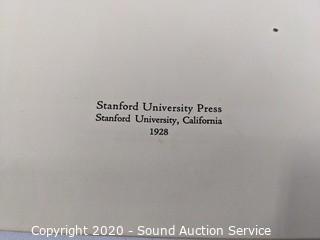 Stanford University Press
Stanford University, California
1928
Copyright 2020 - Sound Auction Service